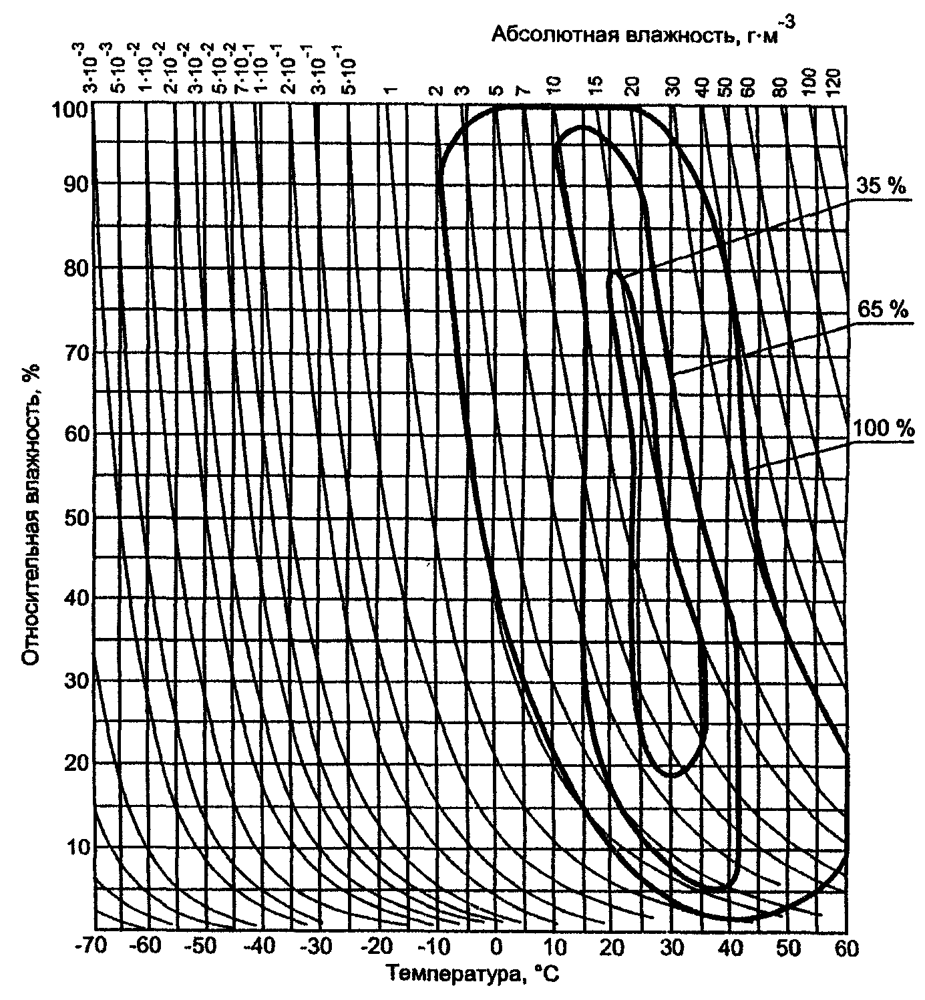 Абсолютная влажность, г·м⁻³
3·10⁻³ 5·10⁻³ 1·10⁻² 2·10⁻² 3·10⁻² 5·10⁻² 7·10⁻² 1·10⁻¹ 2·10⁻¹ 3·10⁻¹ 5·10⁻¹ 1 2 3 5 7 10 15 20 30 40 50 60 80 100 120
100
90
35 %
80
65 %
70
Относительная влажность, %
60
100 %
50
40
30
20
10
-70 -60 -50 -40 -30 -20 -10 0 10 20 30 40 50 60
Температура, °C